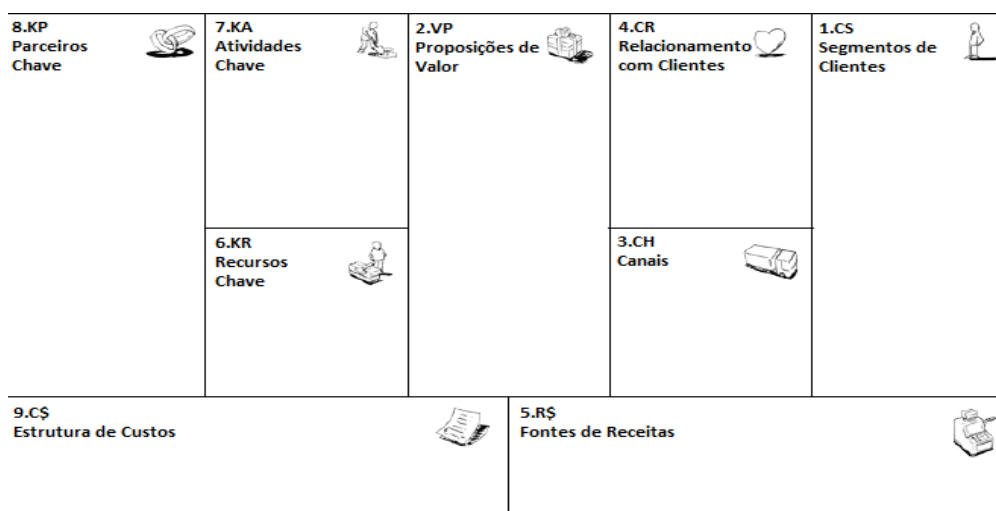 8.KP
Parceiros
Chave
7.KA
Atividades
Chave
2.VP
Proposições de
Valor
4.CR
Relacionamento
com Clientes
1.CS
Segmentos de
Clientes
6.KR
Recursos
Chave
3.CH
Canais
9.C$
Estrutura de Custos
5.R$
Fontes de Receitas